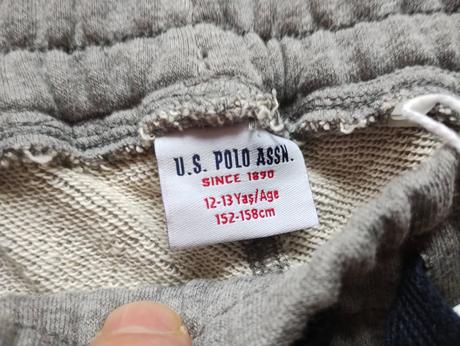 U.S. POLO ASSN.
SINCE 1890
12-13 Yaş/Age
152-158cm